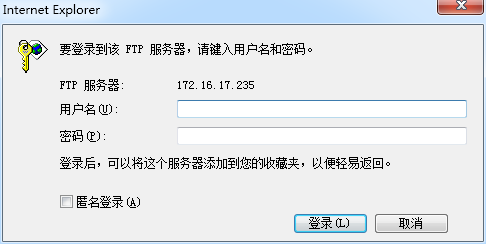 Internet Explorer
要登录到该 FTP 服务器，请键入用户名和密码。
FTP 服务器: 172.16.17.235
用户名(U):
密码(P):
登录后，可以将这个服务器添加到您的收藏夹，以便轻易返回。
匿名登录(A)
登录(L) 取消